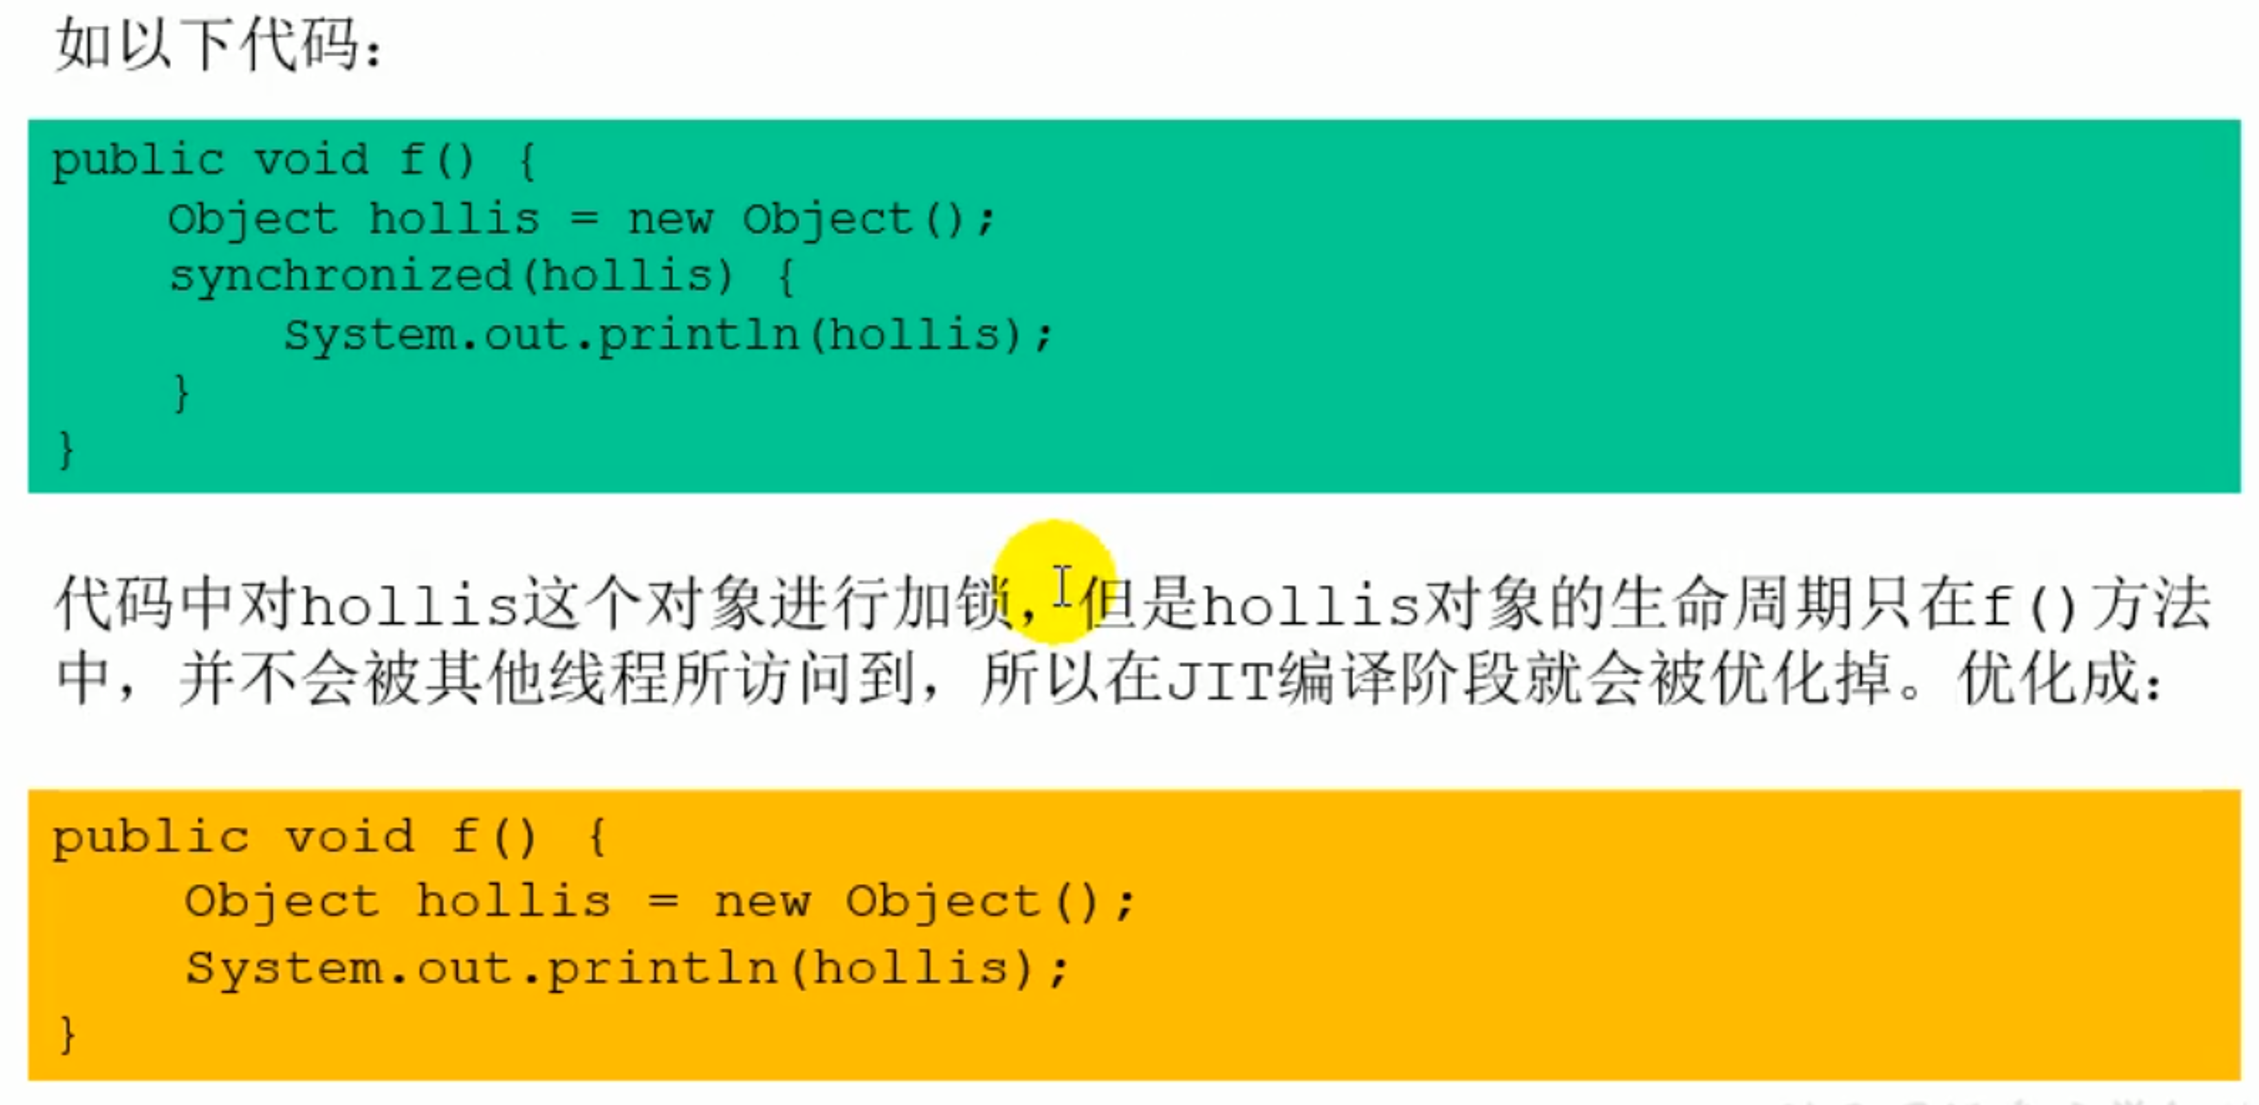 如以下代码：
public void f() {
    Object hollis = new Object();
    synchronized(hollis) {
        System.out.println(hollis);
    }
}
代码中对hollis这个对象进行加锁，但是hollis对象的生命周期只在f()方法
中，并不会被其他线程所访问到，所以在JIT编译阶段就会被优化掉。优化成：
public void f() {
    Object hollis = new Object();
    System.out.println(hollis);
}